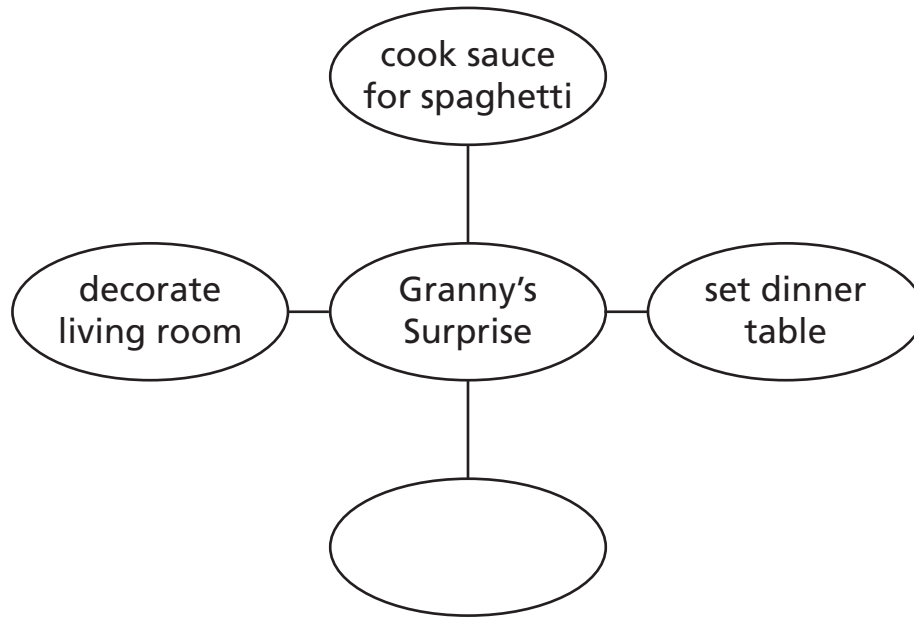 cook sauce
for spaghetti
decorate
living room
Granny’s
Surprise
set dinner
table